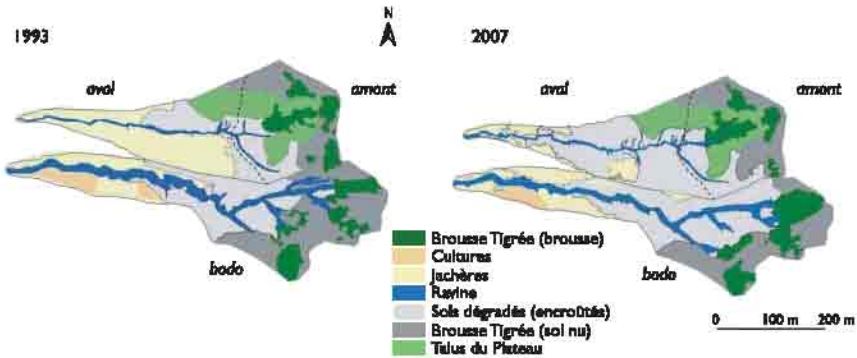 1993
N
2007
aval
amont
aval
amont
bodo
bodo
Brousse Tigrée (brousse)
Cultures
Jachères
Ravine
Sols dégradés (encroûtés)
Brousse Tigrée (sol nu)
Talus du Plateau
0 100 m 200 m